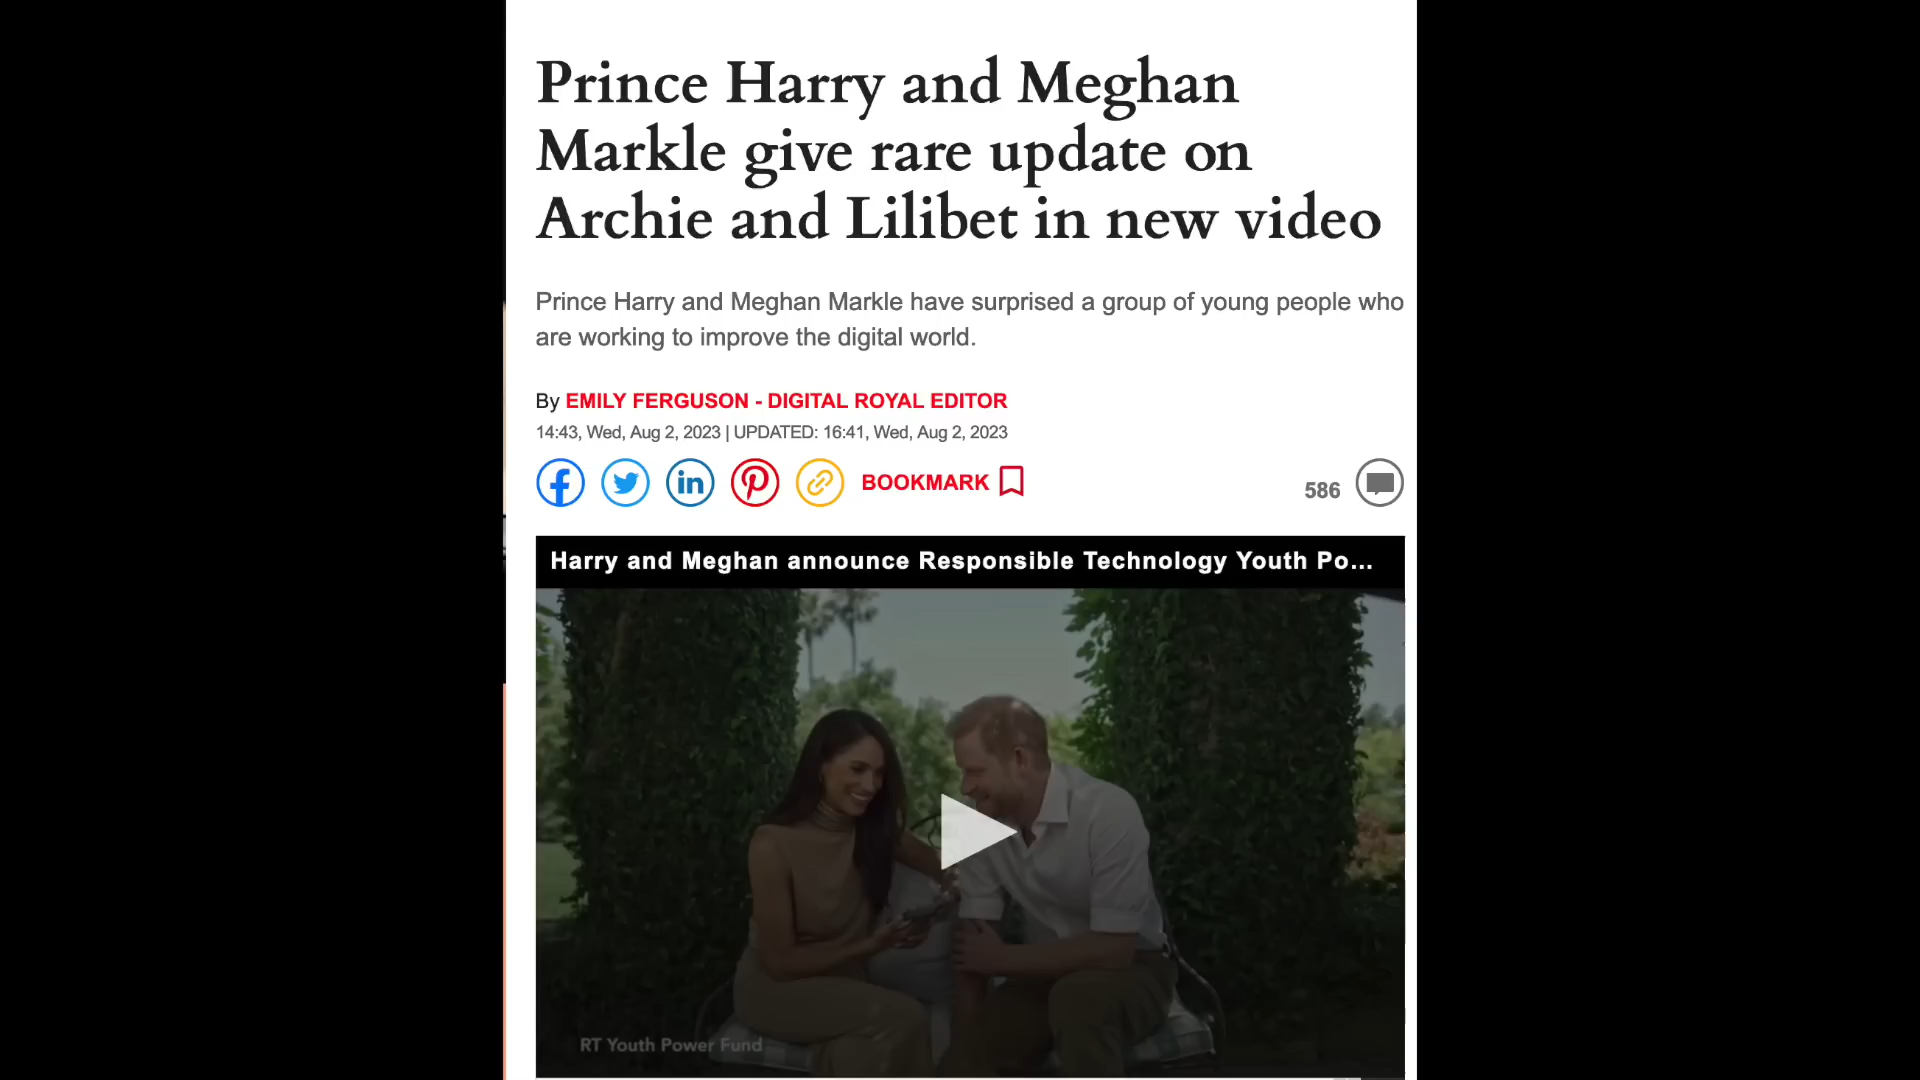 Prince Harry and Meghan
Markle give rare update on
Archie and Lilibet in new video
Prince Harry and Meghan Markle have surprised a group of young people who
are working to improve the digital world.
By EMILY FERGUSON - DIGITAL ROYAL EDITOR
14:43, Wed, Aug 2, 2023 | UPDATED: 16:41, Wed, Aug 2, 2023
BOOKMARK
586
Harry and Meghan announce Responsible Technology Youth Po...
RT Youth Power Fund